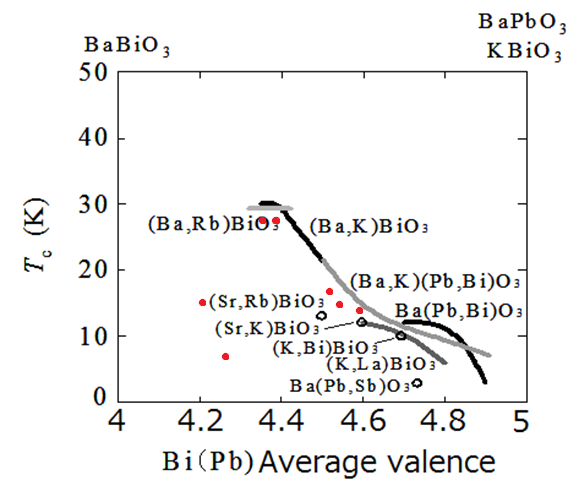 BaPbO₃
BaBiO₃
KBiO₃
50
40
30
20
10
0
T꜀ (K)
(Ba,Rb)BiO₃
(Ba,K)BiO₃
(Ba,K)(Pb,Bi)O₃
(Sr,Rb)BiO₃
Ba(Pb,Bi)O₃
(Sr,K)BiO₃
(K,Bi)BiO₃
(K,La)BiO₃
Ba(Pb,Sb)O₃
4 4.2 4.4 4.6 4.8 5
Bi(Pb) Average valence